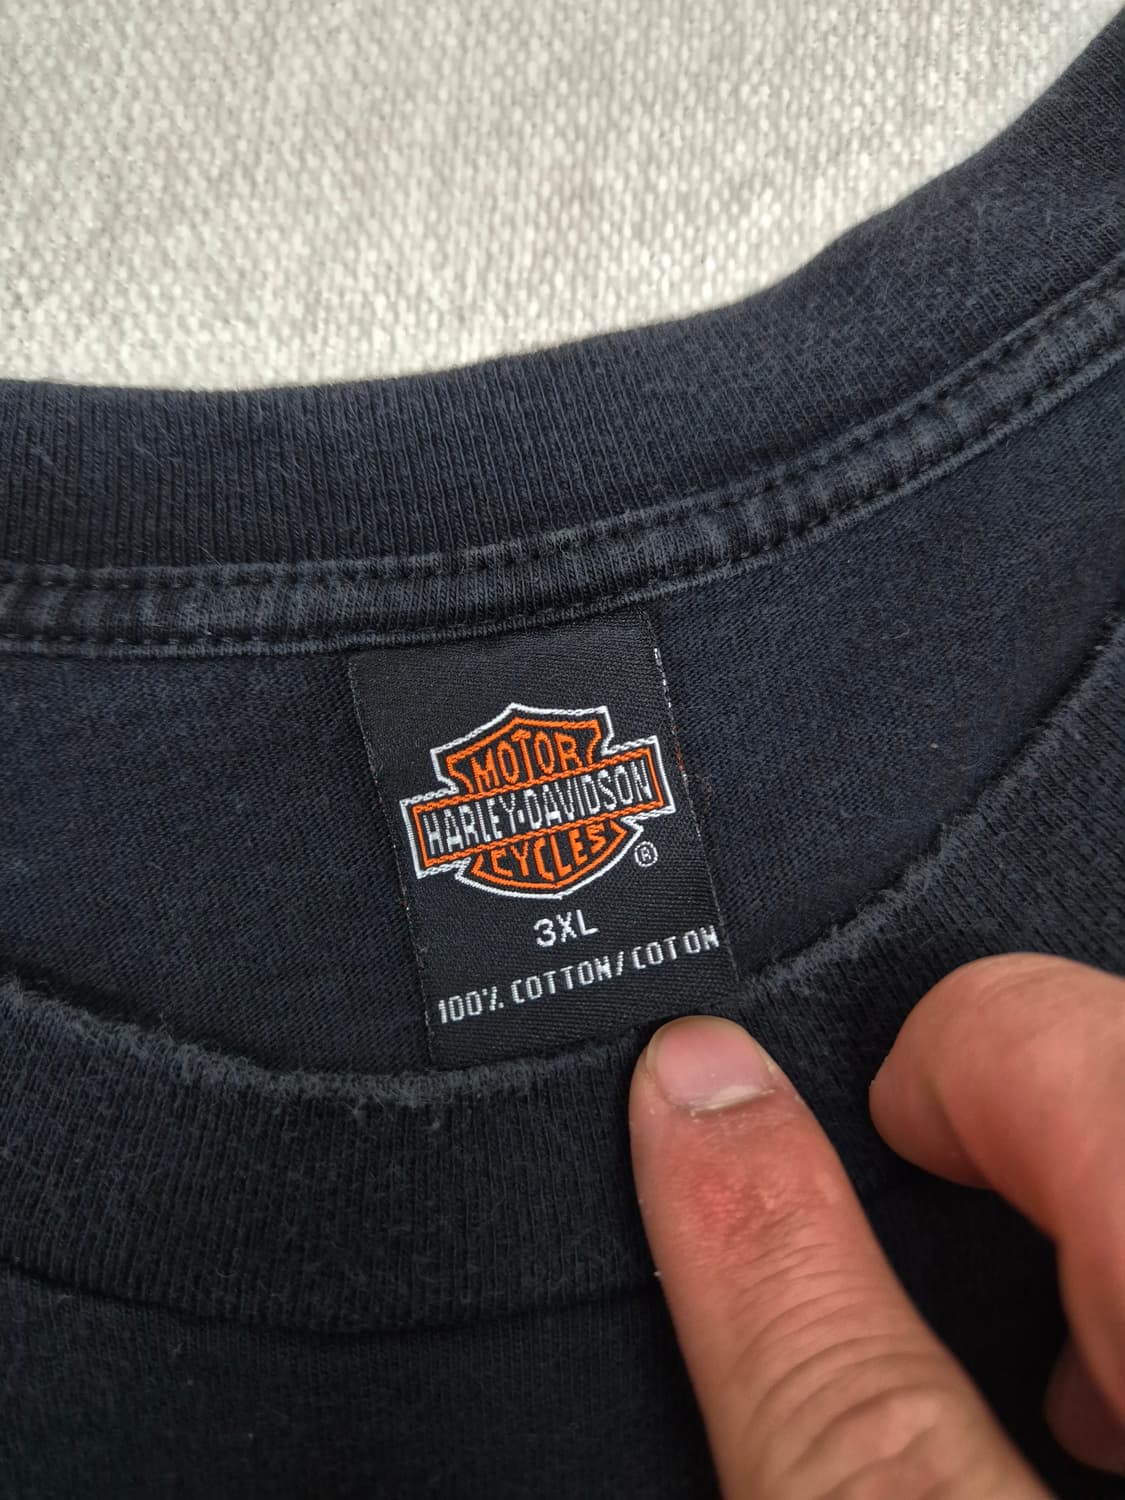 MOTOR
HARLEY-DAVIDSON
CYCLES
®
3XL
100% COTTON/COTON